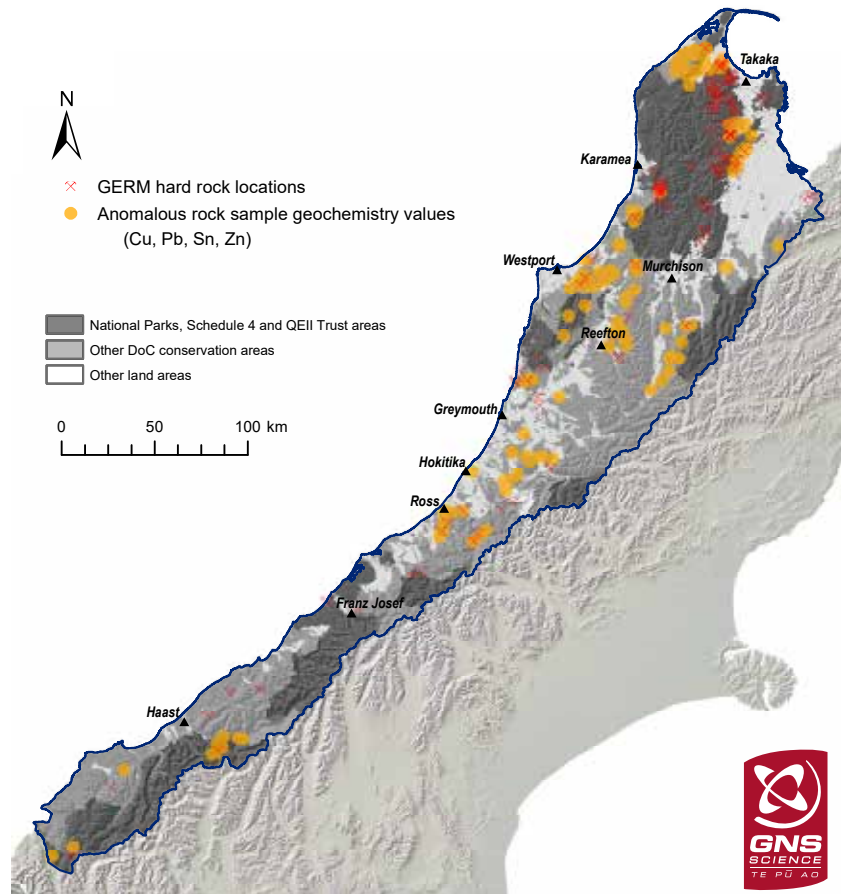 Takaka
N
Karamea
GERM hard rock locations
Anomalous rock sample geochemistry values
(Cu, Pb, Sn, Zn)
Westport
Murchison
National Parks, Schedule 4 and QEII Trust areas
Reefton
Other DoC conservation areas
Other land areas
Greymouth
0 50 100 km
Hokitika
Ross
Franz Josef
Haast
GNS
SCIENCE
TE PŪ AO